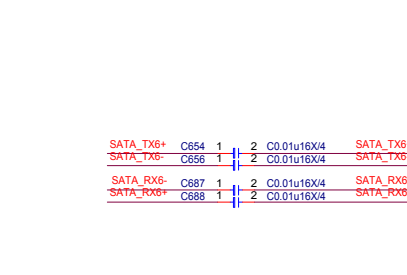 SATA_TX6+ C654 1 2 C0.01u16X/4 SATA_TX6
SATA_TX6- C656 1 2 C0.01u16X/4 SATA_TX6
SATA_RX6- C687 1 2 C0.01u16X/4 SATA_RX6
SATA_RX6+ C688 1 2 C0.01u16X/4 SATA_RX6